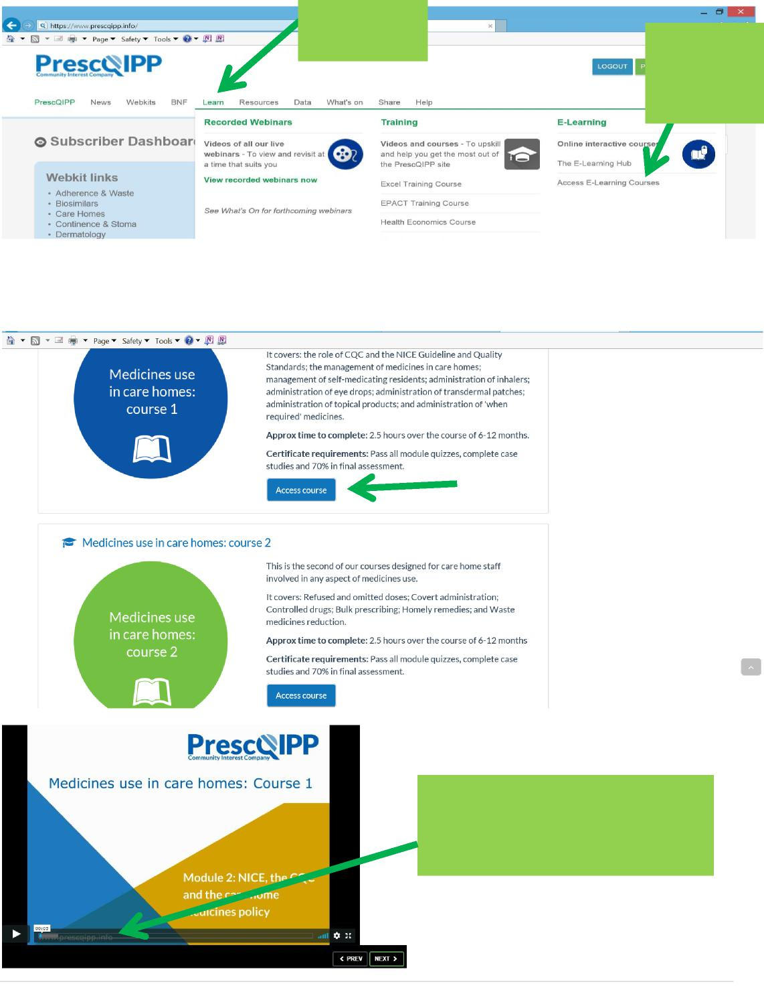 https://www.prescqipp.info/
Page Safety Tools
PrescQIPP
Community Interest Company
LOGOUT P
PrescQIPP News Webkits BNF Learn Resources Data What's on Share Help
Subscriber Dashboar
Webkit links
• Adherence & Waste
• Biosimilars
• Care Homes
• Continence & Stoma
• Dermatology
Recorded Webinars
Videos of all our live
webinars - To view and revisit at
a time that suits you
View recorded webinars now
See What's On for forthcoming webinars
Training
Videos and courses - To upskill
and help you get the most out of
the PrescQIPP site
Excel Training Course
EPACT Training Course
Health Economics Course
E-Learning
Online interactive courses
The E-Learning Hub
Access E-Learning Courses
Page Safety Tools
Medicines use
in care homes:
course 1
It covers: the role of CQC and the NICE Guideline and Quality
Standards; the management of medicines in care homes;
management of self-medicating residents; administration of inhalers;
administration of eye drops; administration of transdermal patches;
administration of topical products; and administration of 'when
required' medicines.
Approx time to complete: 2.5 hours over the course of 6-12 months.
Certificate requirements: Pass all module quizzes, complete case
studies and 70% in final assessment.
Access course
Medicines use in care homes: course 2
Medicines use
in care homes:
course 2
This is the second of our courses designed for care home staff
involved in any aspect of medicines use.
It covers: Refused and omitted doses; Covert administration;
Controlled drugs; Bulk prescribing; Homely remedies; and Waste
medicines reduction.
Approx time to complete: 2.5 hours over the course of 6-12 months
Certificate requirements: Pass all module quizzes, complete case
studies and 70% in final assessment.
Access course
PrescQIPP
Community Interest Company
Medicines use in care homes: Course 1
Module 2: NICE, the CQC
and the care home
medicines policy
00:05
www.prescqipp.info
PREV NEXT